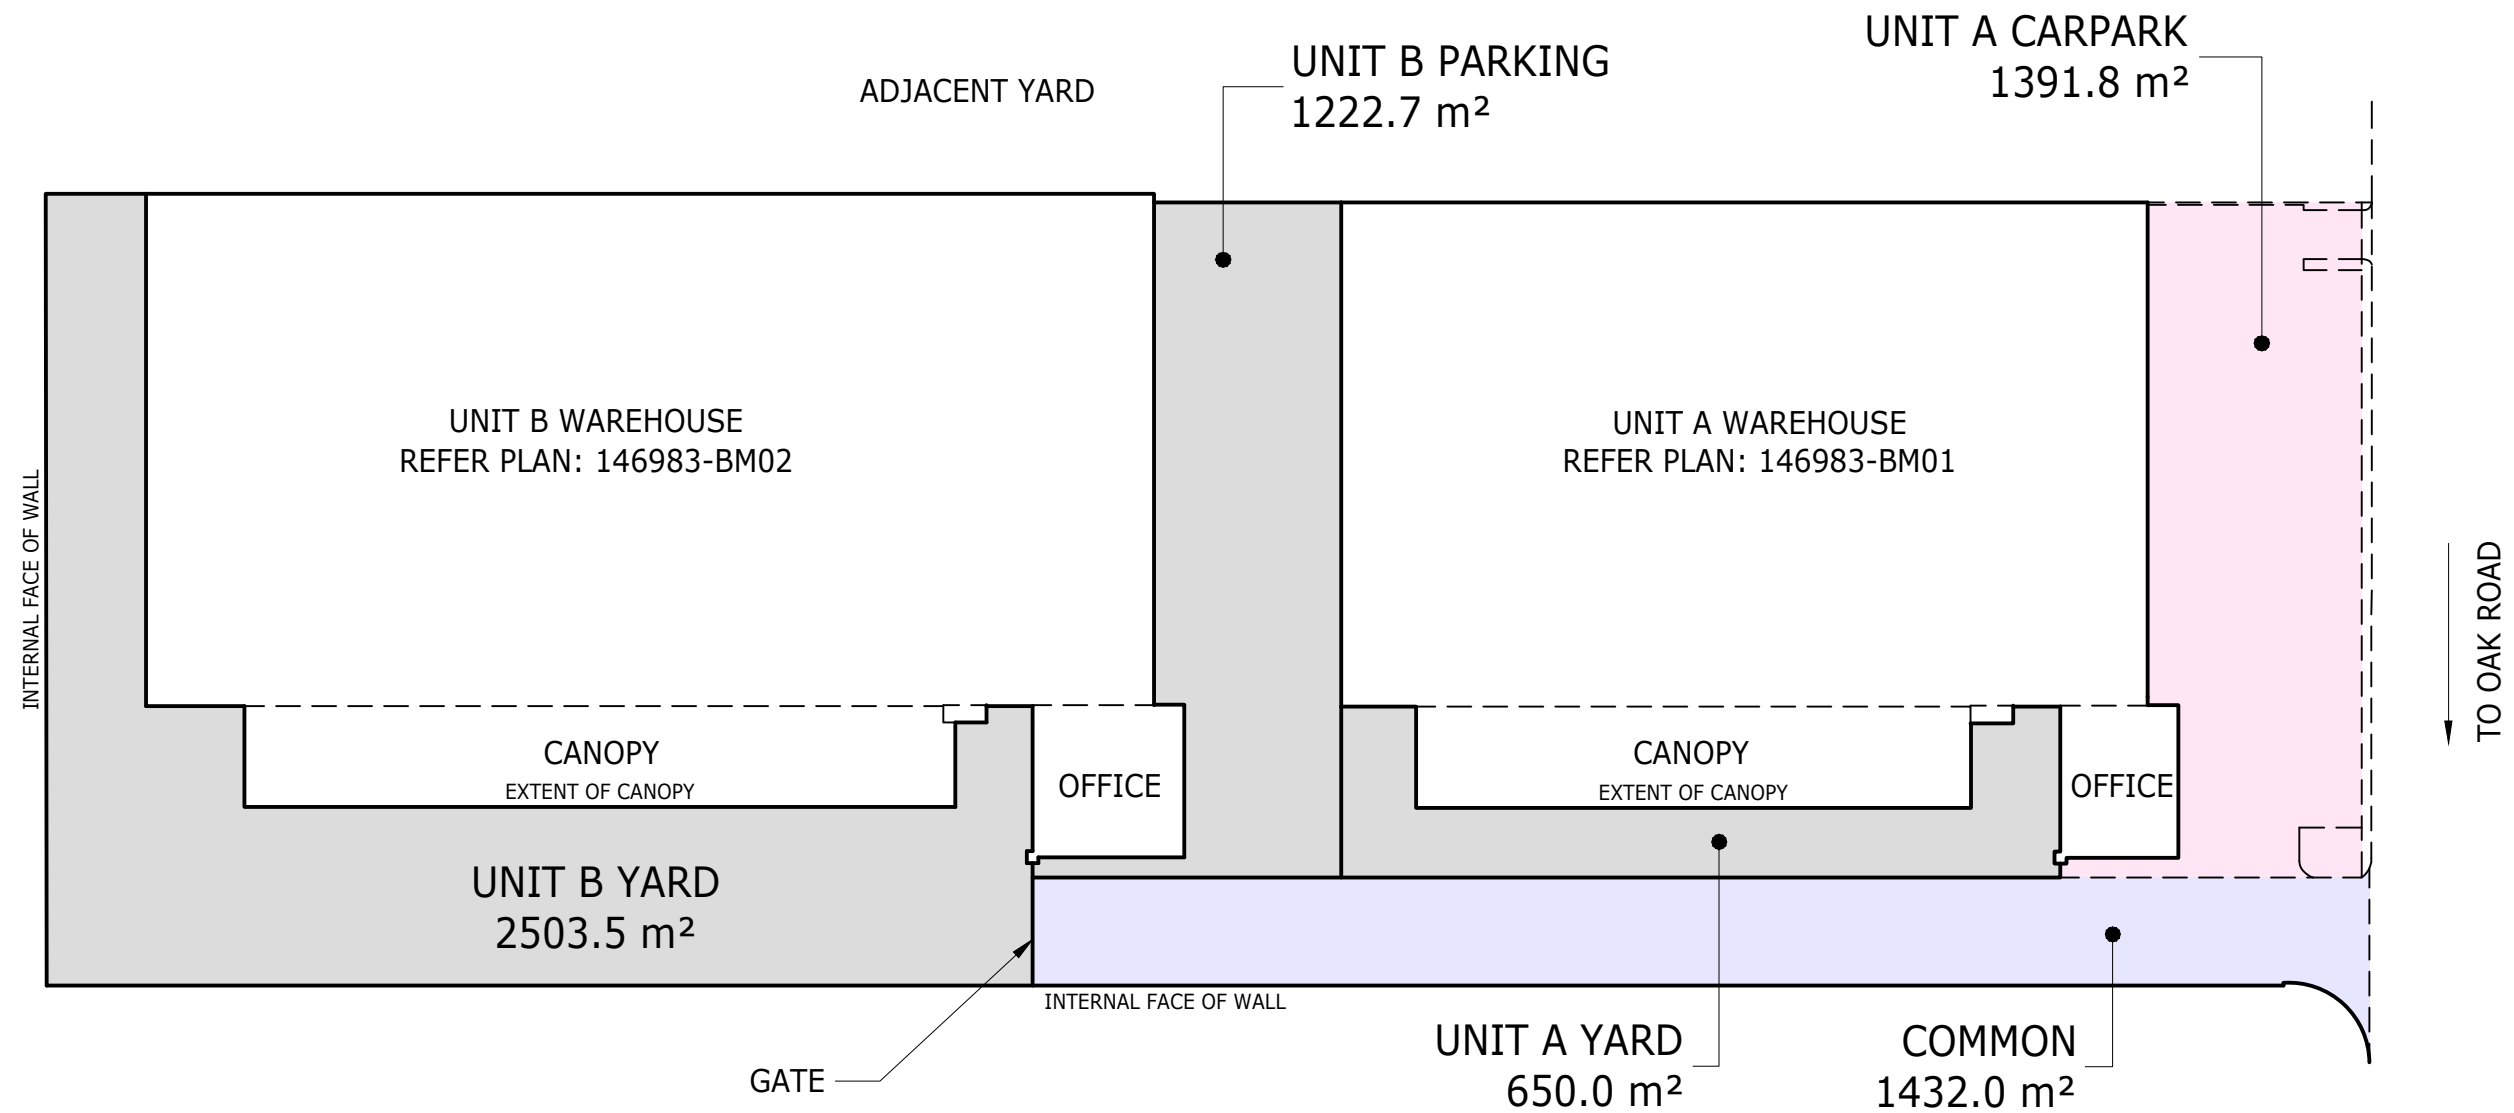 UNIT A CARPARK
1391.8 m²
UNIT B PARKING
1222.7 m²
ADJACENT YARD
UNIT B WAREHOUSE
REFER PLAN: 146983-BM02
UNIT A WAREHOUSE
REFER PLAN: 146983-BM01
INTERNAL FACE OF WALL
TO OAK ROAD
CANOPY
EXTENT OF CANOPY
OFFICE
CANOPY
EXTENT OF CANOPY
OFFICE
UNIT B YARD
2503.5 m²
INTERNAL FACE OF WALL
GATE
UNIT A YARD
650.0 m²
COMMON
1432.0 m²